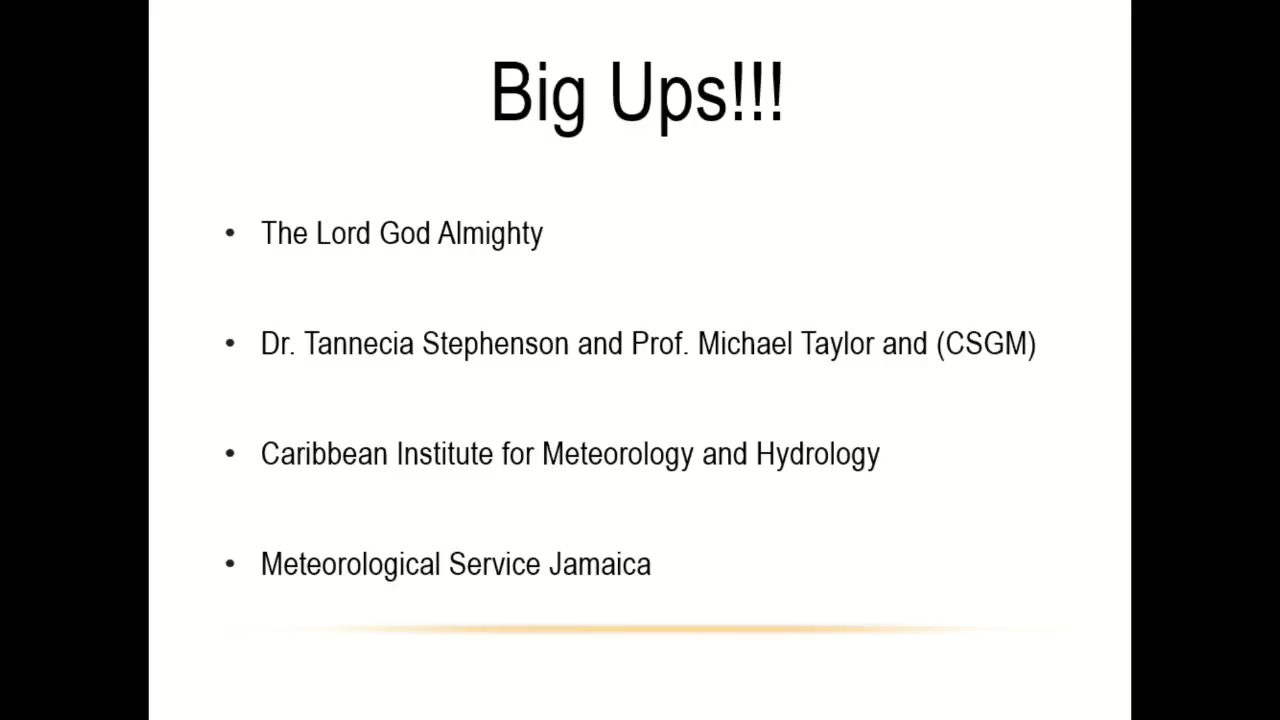 Big Ups!!!
• The Lord God Almighty
• Dr. Tannecia Stephenson and Prof. Michael Taylor and (CSGM)
• Caribbean Institute for Meteorology and Hydrology
• Meteorological Service Jamaica